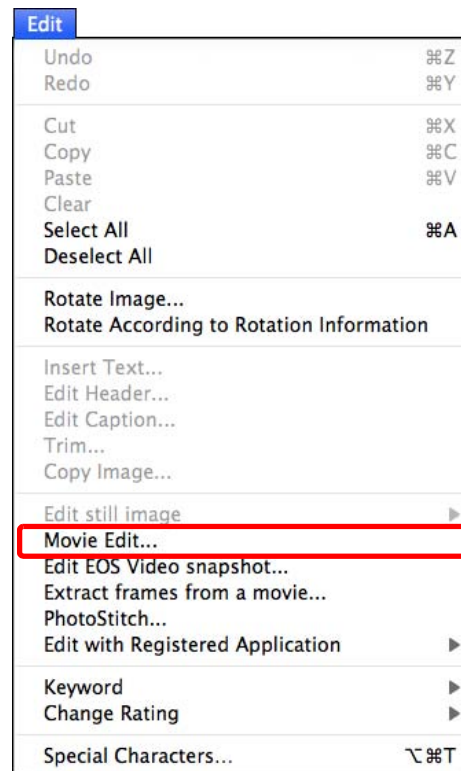 Edit
Undo ⌘Z
Redo ⌘Y
Cut ⌘X
Copy ⌘C
Paste ⌘V
Clear
Select All ⌘A
Deselect All
Rotate Image...
Rotate According to Rotation Information
Insert Text...
Edit Header...
Edit Caption...
Trim...
Copy Image...
Edit still image
Movie Edit...
Edit EOS Video snapshot...
Extract frames from a movie...
PhotoStitch...
Edit with Registered Application
Keyword
Change Rating
Special Characters... ⌥⌘T